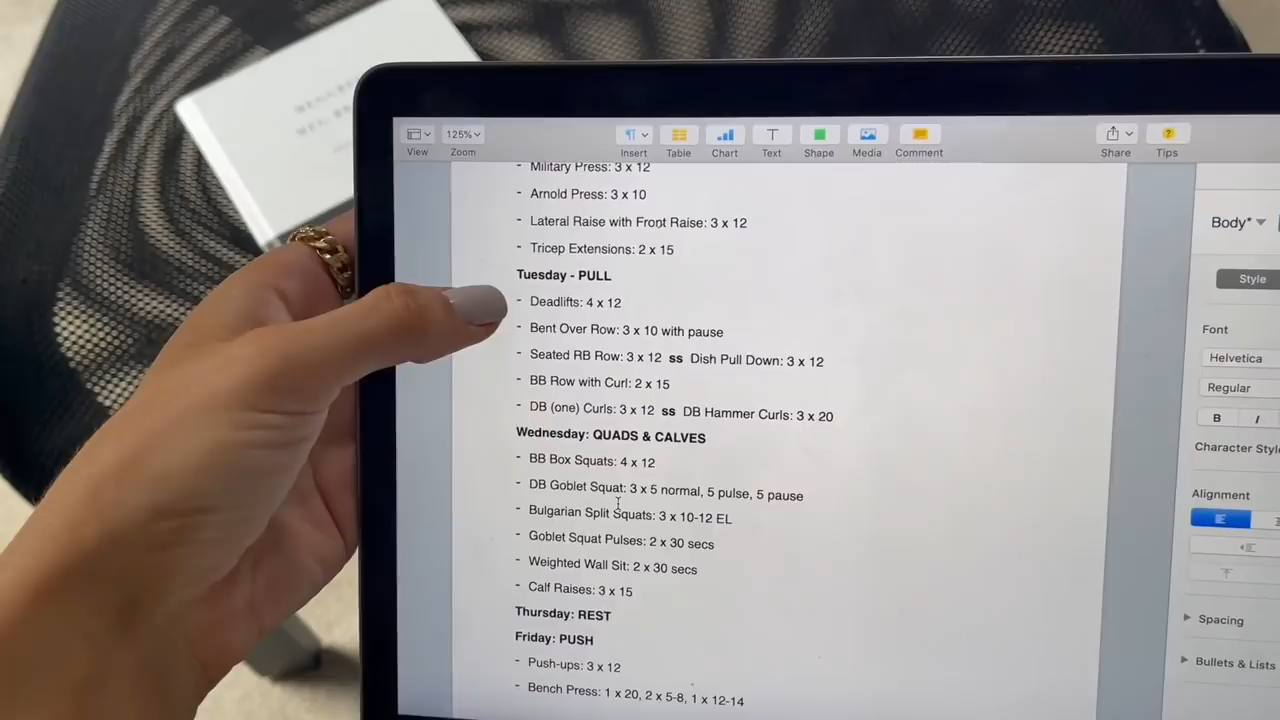 View
125%
Zoom
Insert
Table
Chart
Text
Shape
Media
Comment
Share
Tips
- Military Press: 3 x 12
- Arnold Press: 3 x 10
- Lateral Raise with Front Raise: 3 x 12
- Tricep Extensions: 2 x 15
Tuesday - PULL
- Deadlifts: 4 x 12
- Bent Over Row: 3 x 10 with pause
- Seated RB Row: 3 x 12 ss Dish Pull Down: 3 x 12
- BB Row with Curl: 2 x 15
- DB (one) Curls: 3 x 12 ss DB Hammer Curls: 3 x 20
Wednesday: QUADS & CALVES
- BB Box Squats: 4 x 12
- DB Goblet Squat: 3 x 5 normal, 5 pulse, 5 pause
- Bulgarian Split Squats: 3 x 10-12 EL
- Goblet Squat Pulses: 2 x 30 secs
- Weighted Wall Sit: 2 x 30 secs
- Calf Raises: 3 x 15
Thursday: REST
Friday: PUSH
- Push-ups: 3 x 12
- Bench Press: 1 x 20, 2 x 5-8, 1 x 12-14
Body*
Style
Font
Helvetica
Regular
B I
Character Style
Alignment
Spacing
Bullets & Lists